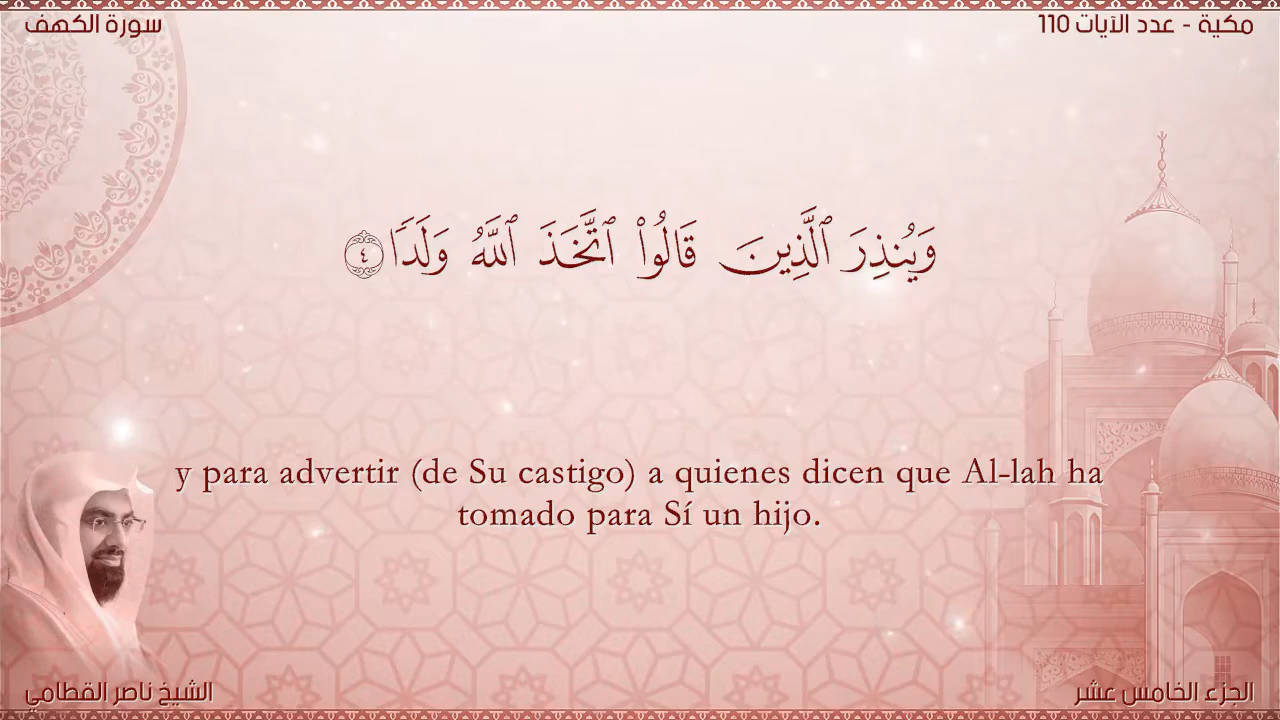 مكية - عدد الآيات 110
سورة الكهف
وَيُنذِرَ ٱلَّذِينَ قَالُوا۟ ٱتَّخَذَ ٱللَّهُ وَلَدًا ٤
y para advertir (de Su castigo) a quienes dicen que Al-lah ha
tomado para Sí un hijo.
الجزء الخامس عشر
الشيخ ناصر القطامي